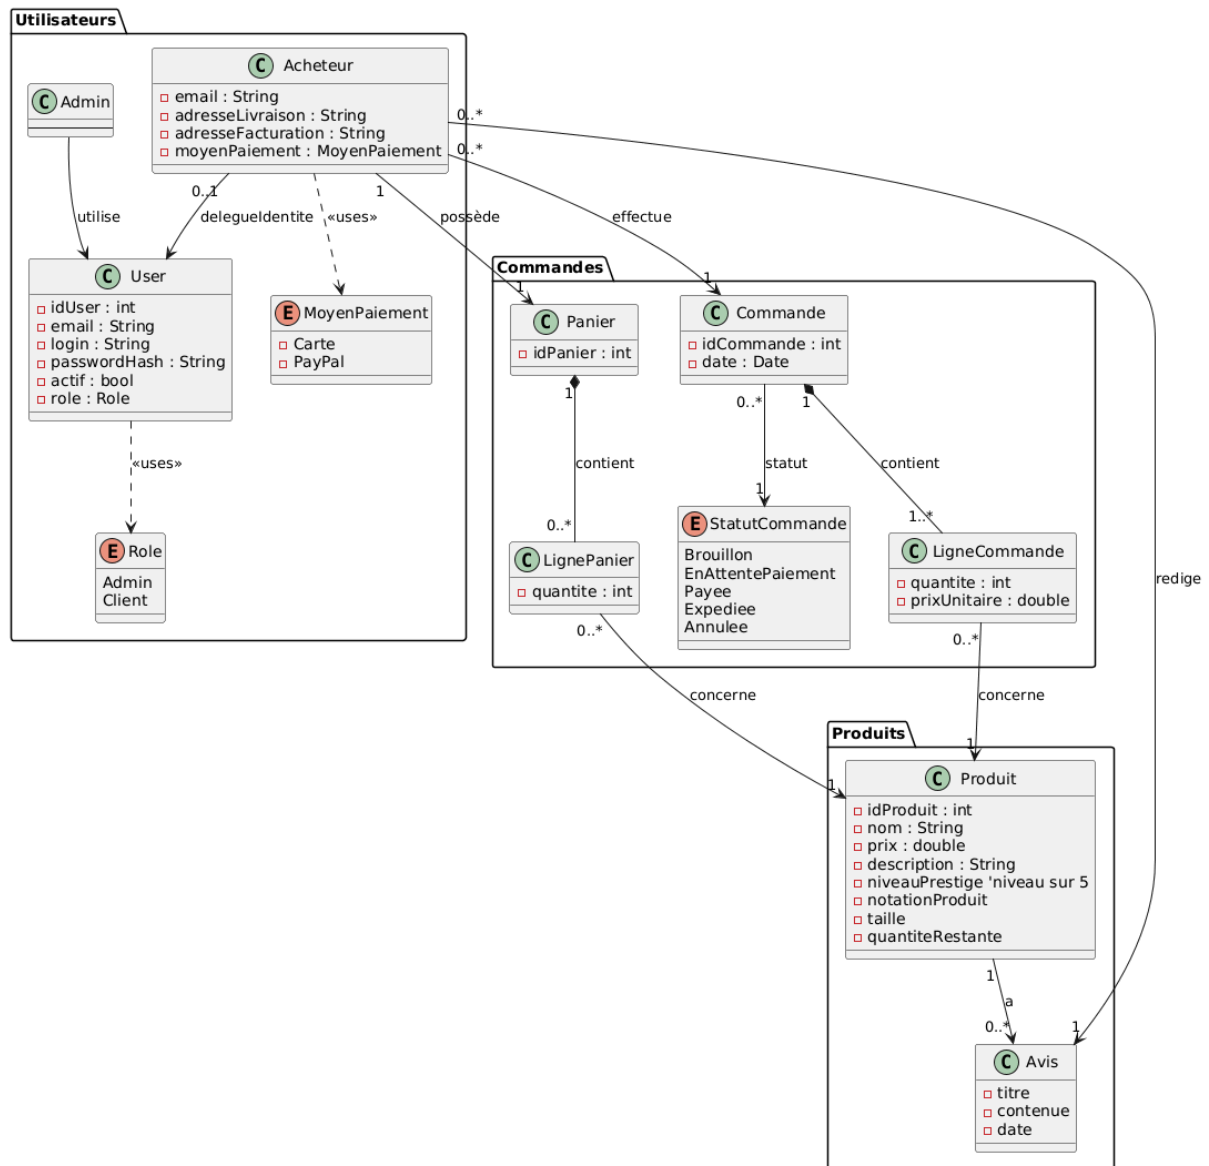 Utilisateurs
C Acheteur
email : String
adresseLivraison : String
adresseFacturation : String
moyenPaiement : MoyenPaiement
C Admin
0..*
0..*
0..1
1
utilise
delegueIdentite
«uses»
possède
effectue
C User
idUser : int
email : String
login : String
passwordHash : String
actif : bool
role : Role
E MoyenPaiement
Carte
PayPal
«uses»
E Role
Admin
Client
Commandes
1
1
C Panier
idPanier : int
C Commande
idCommande : int
date : Date
1
0..*
1
contient
statut
contient
0..*
1
1..*
C LignePanier
quantite : int
E StatutCommande
Brouillon
EnAttentePaiement
Payee
Expediee
Annulee
C LigneCommande
quantite : int
prixUnitaire : double
redige
0..*
0..*
concerne
concerne
Produits
1
1
C Produit
idProduit : int
nom : String
prix : double
description : String
niveauPrestige 'niveau sur 5
notationProduit
taille
quantiteRestante
1
a
0..*
1
C Avis
titre
contenue
date